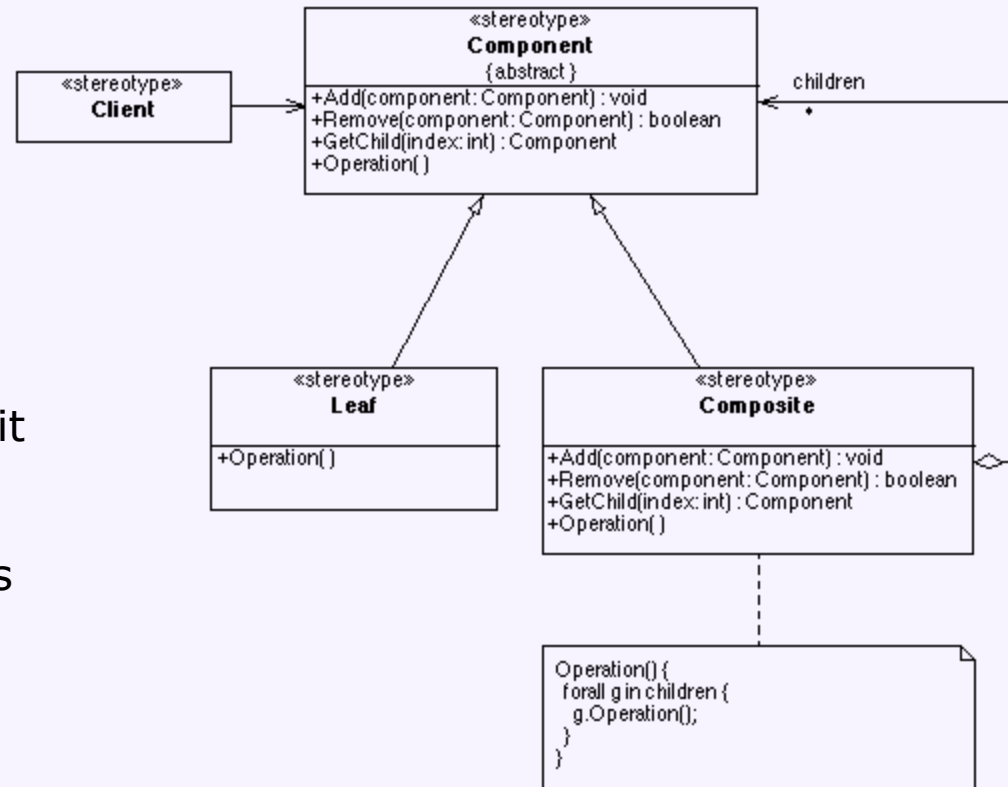 «stereotype»
Component
{abstract}
+Add(component: Component) : void
+Remove(component: Component) : boolean
+GetChild(index: int) : Component
+Operation( )
«stereotype»
Client
children
*
«stereotype»
Leaf
+Operation( )
«stereotype»
Composite
+Add(component: Component) : void
+Remove(component: Component) : boolean
+GetChild(index: int) : Component
+Operation( )
it
s
Operation() {
forall g in children {
g.Operation();
}
}